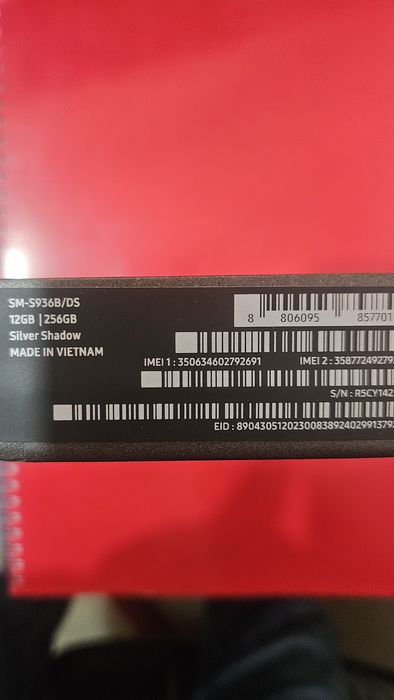 SM-S936B/DS
12GB | 256GB
Silver Shadow
MADE IN VIETNAM
8 806095 857701
IMEI 1 : 350634602792691
IMEI 2 : 35877249279
S/N : R5CY142
EID : 8904305120230083892402991379